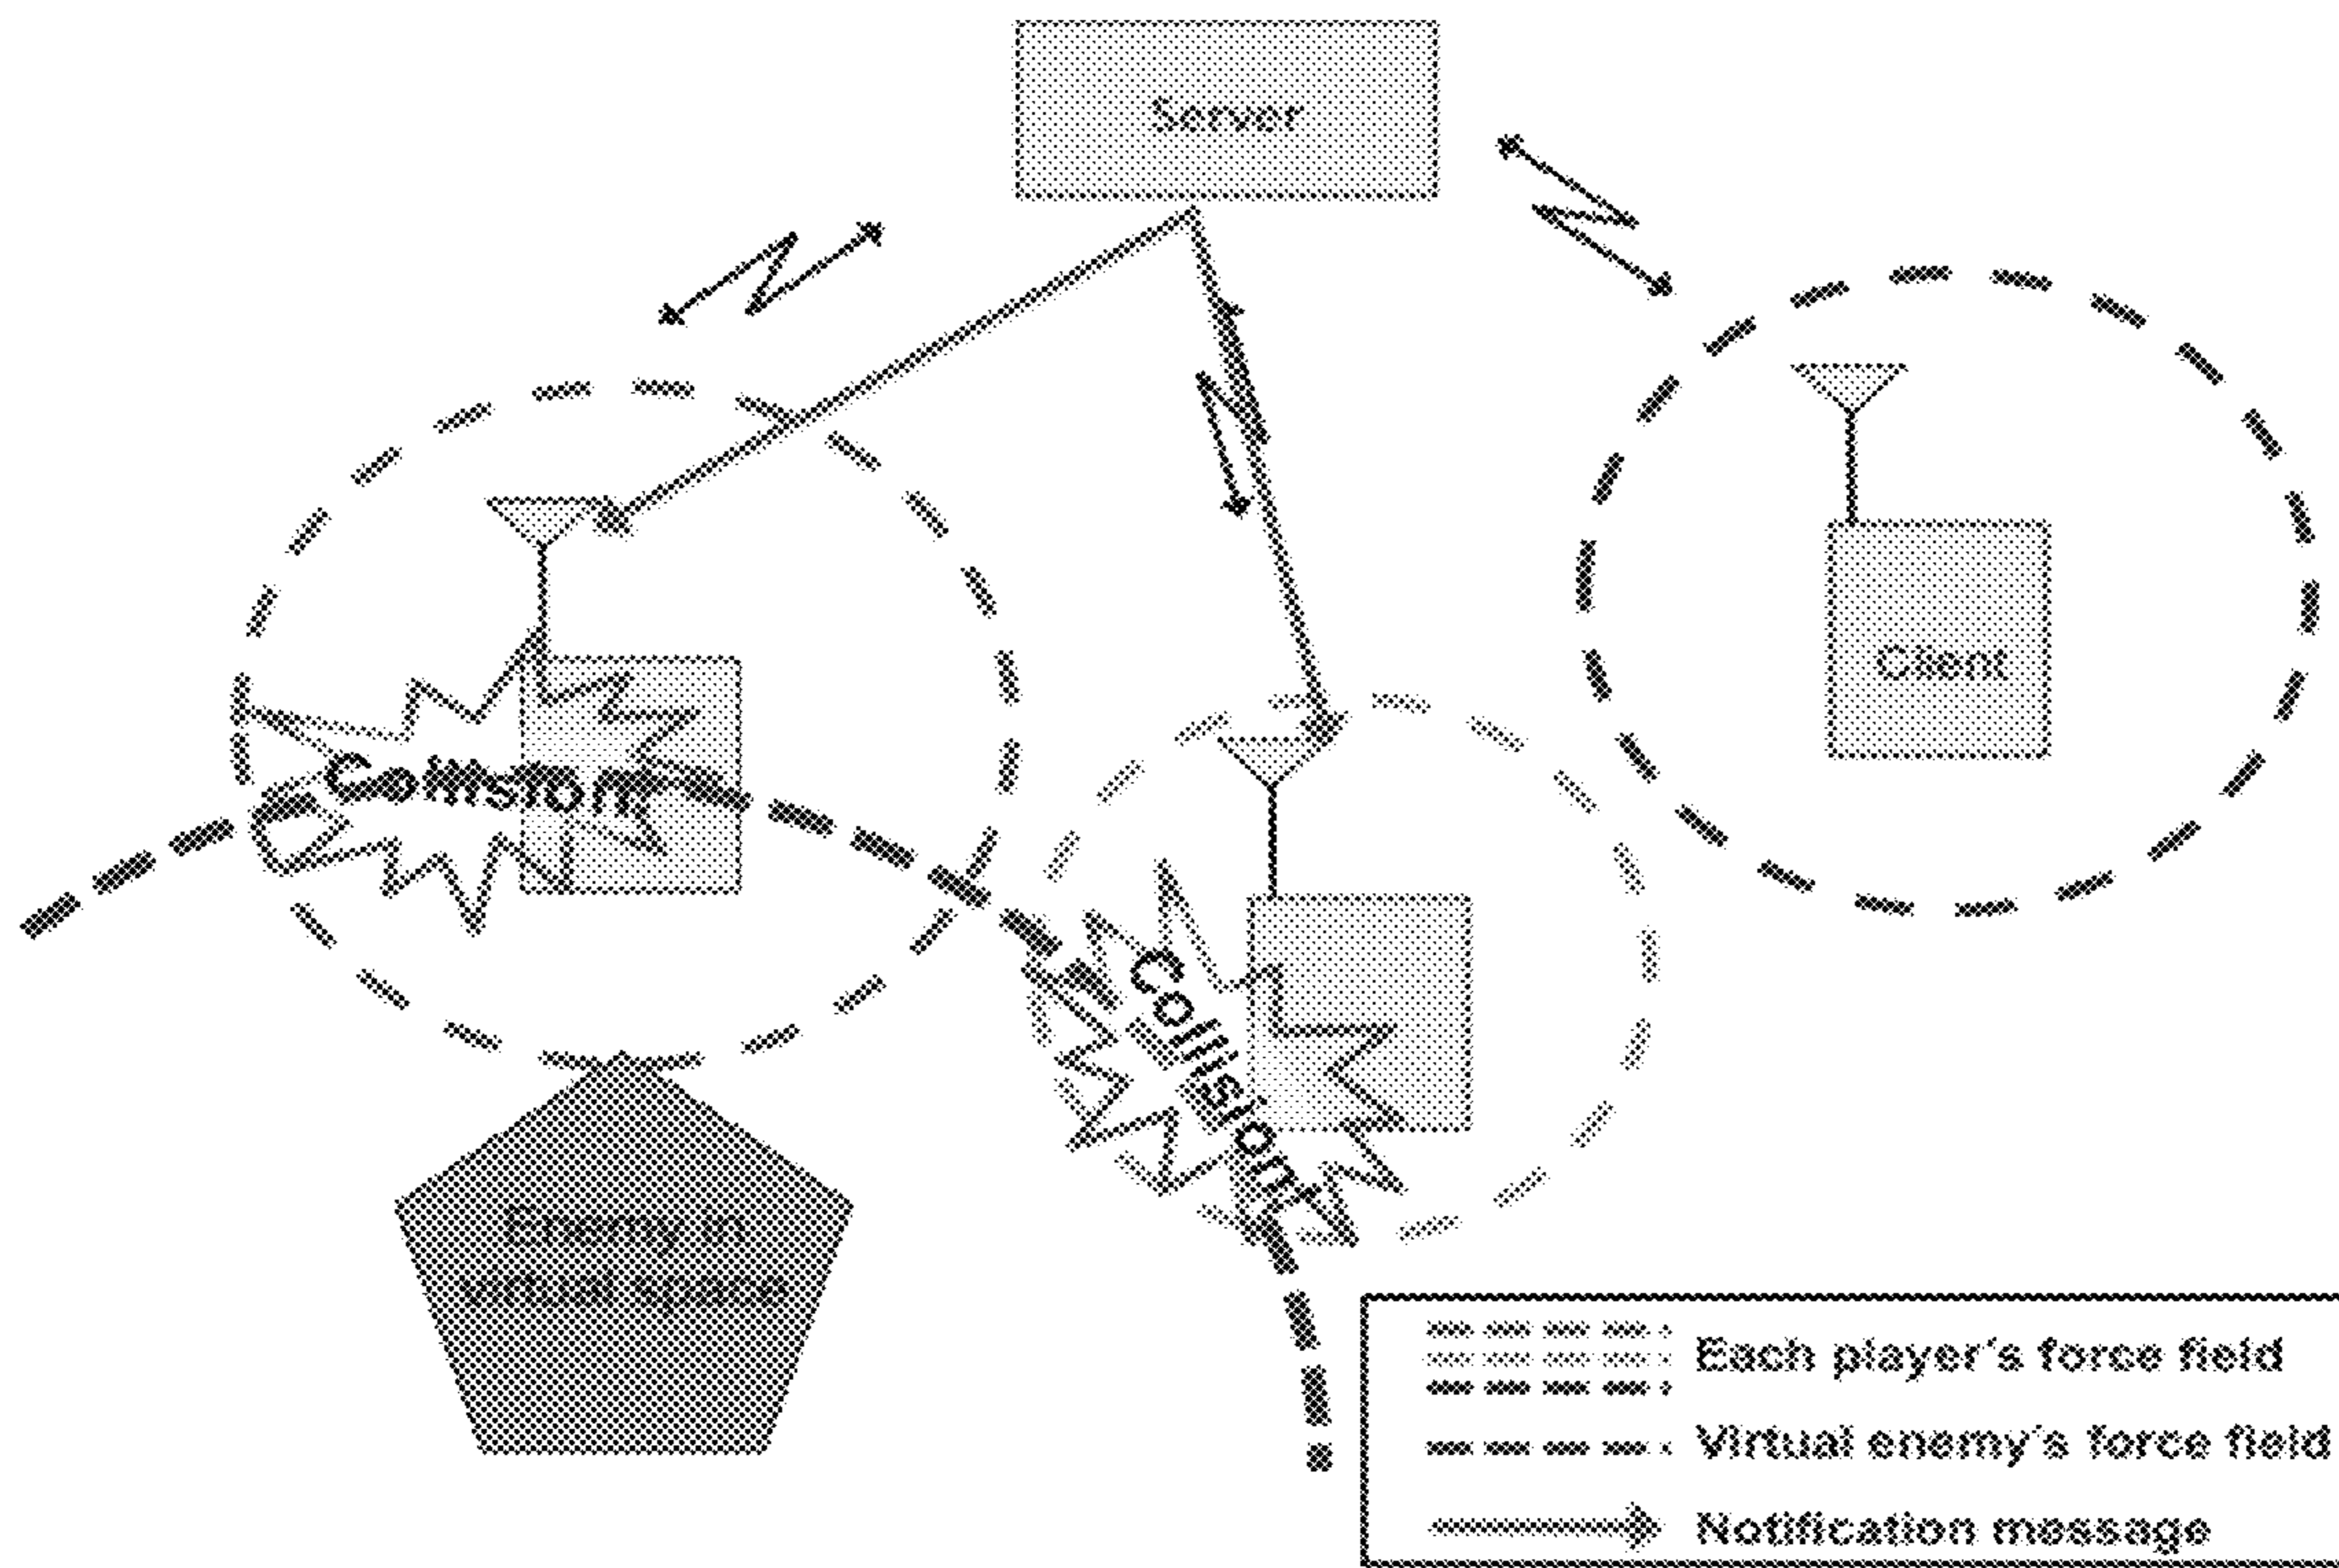 Server
Client
Collision!
Collision!
Enemy in
virtual space
Each player's force field
Virtual enemy's force field
Notification message